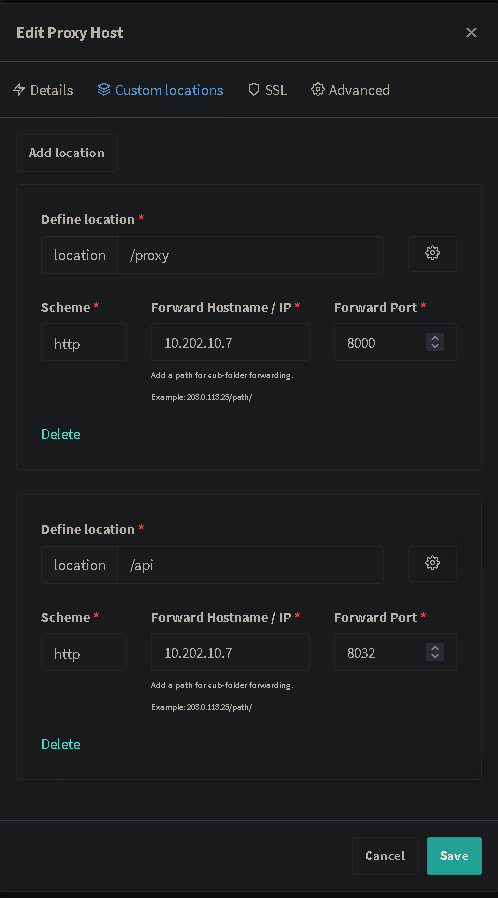 Edit Proxy Host
Details Custom locations SSL Advanced
Add location
Define location *
location /proxy
Scheme * Forward Hostname / IP * Forward Port *
http 10.202.10.7 8000
Add a path for sub-folder forwarding.
Example: 203.0.113.25/path/
Delete
Define location *
location /api
Scheme * Forward Hostname / IP * Forward Port *
http 10.202.10.7 8032
Add a path for sub-folder forwarding.
Example: 203.0.113.25/path/
Delete
Cancel Save